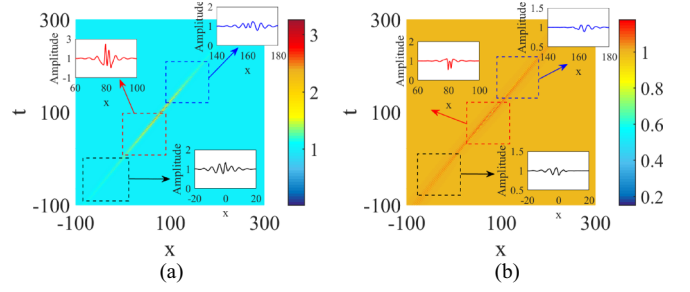 300
Amplitude
3
1
-1
60 80 100
x
Amplitude
2
1
0
140 160 180
x
3
2
1
t
100
Amplitude
2
1
0
-20 0 20
x
-100
-100 100 300
x
(a)
300
Amplitude
2
1
0
60 80 100
x
Amplitude
1.5
1
0.5
140 160 180
x
1
0.8
0.6
0.4
0.2
t
100
Amplitude
1.5
1
0.5
-20 0 20
x
-100
-100 100 300
x
(b)